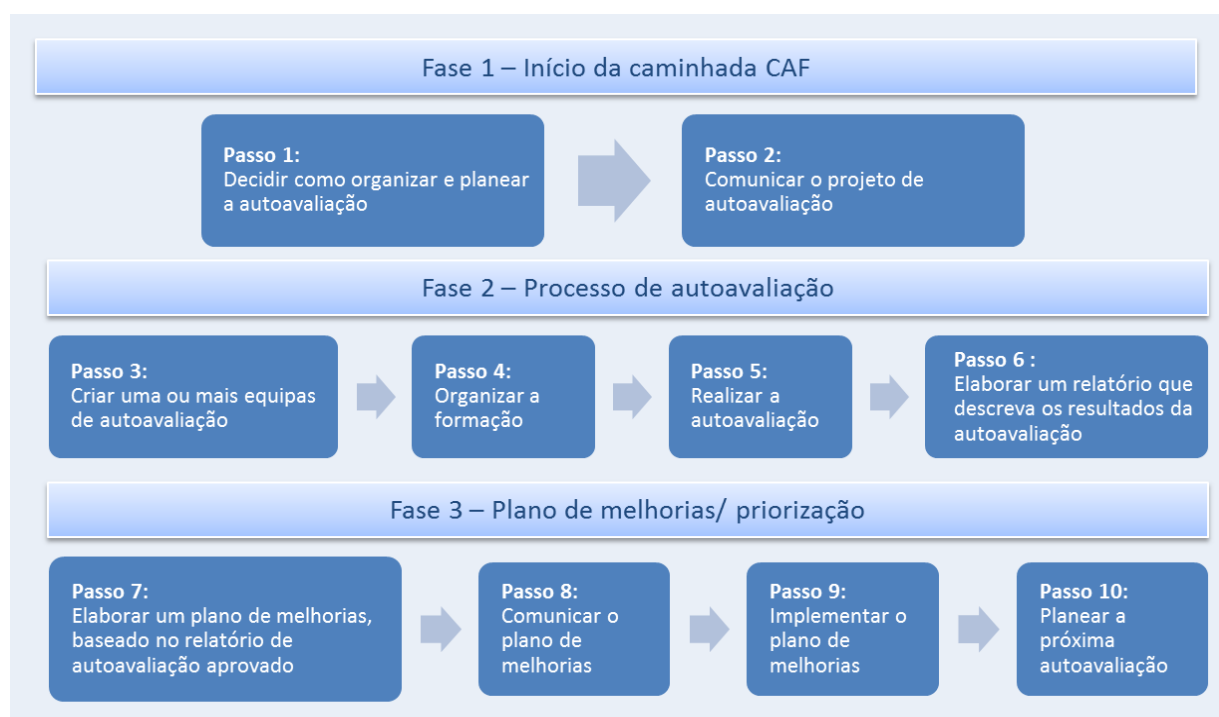 Fase 1 – Início da caminhada CAF
Passo 1:
Decidir como organizar e planear
a autoavaliação
Passo 2:
Comunicar o projeto de
autoavaliação
Fase 2 – Processo de autoavaliação
Passo 3:
Criar uma ou mais equipas
de autoavaliação
Passo 4:
Organizar a
formação
Passo 5:
Realizar a
autoavaliação
Passo 6 :
Elaborar um relatório que
descreva os resultados da
autoavaliação
Fase 3 – Plano de melhorias/ priorização
Passo 7:
Elaborar um plano de melhorias,
baseado no relatório de
autoavaliação aprovado
Passo 8:
Comunicar o
plano de
melhorias
Passo 9:
Implementar o
plano de
melhorias
Passo 10:
Planear a
próxima
autoavaliação